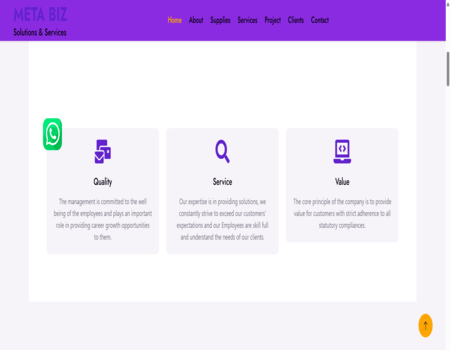 META BIZ
Solutions & Services
Home About Supplies Services Project Clients Contact
Quality
The management is committed to the well
being of the employees and plays an important
role in providing career growth opportunities
to them.
Service
Our expertise is in providing solutions, we
constantly strive to exceed our customers'
expectations and our Employees are skill full
and understand the needs of our clients.
Value
The core principle of the company is to provide
value for customers with strict adherence to all
statutory compliances.